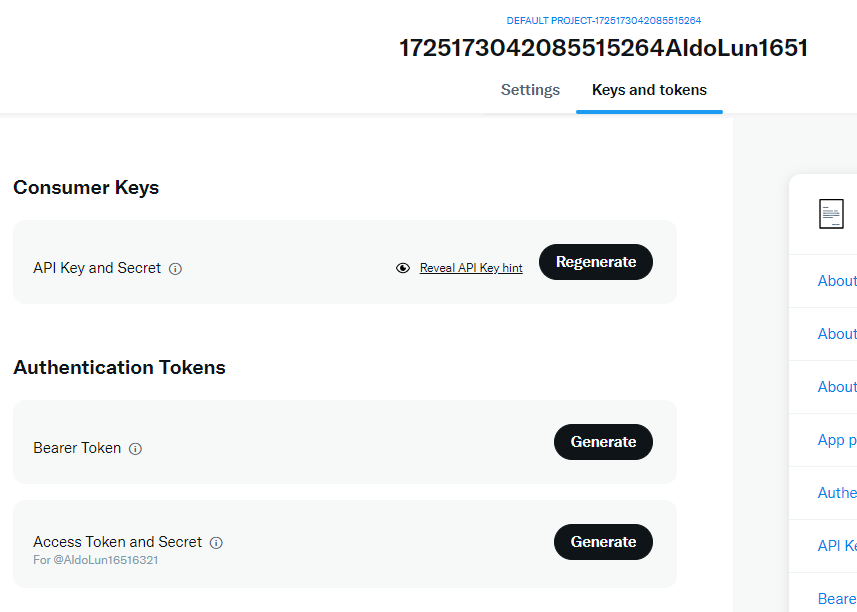 DEFAULT PROJECT-1725173042085515264
1725173042085515264AldoLun1651
Settings
Keys and tokens
Consumer Keys
API Key and Secret
Reveal API Key hint
Regenerate
Authentication Tokens
Bearer Token
Generate
Access Token and Secret
For @AldoLun16516321
Generate
About
About
About
App p
Authe
API Ke
Beare